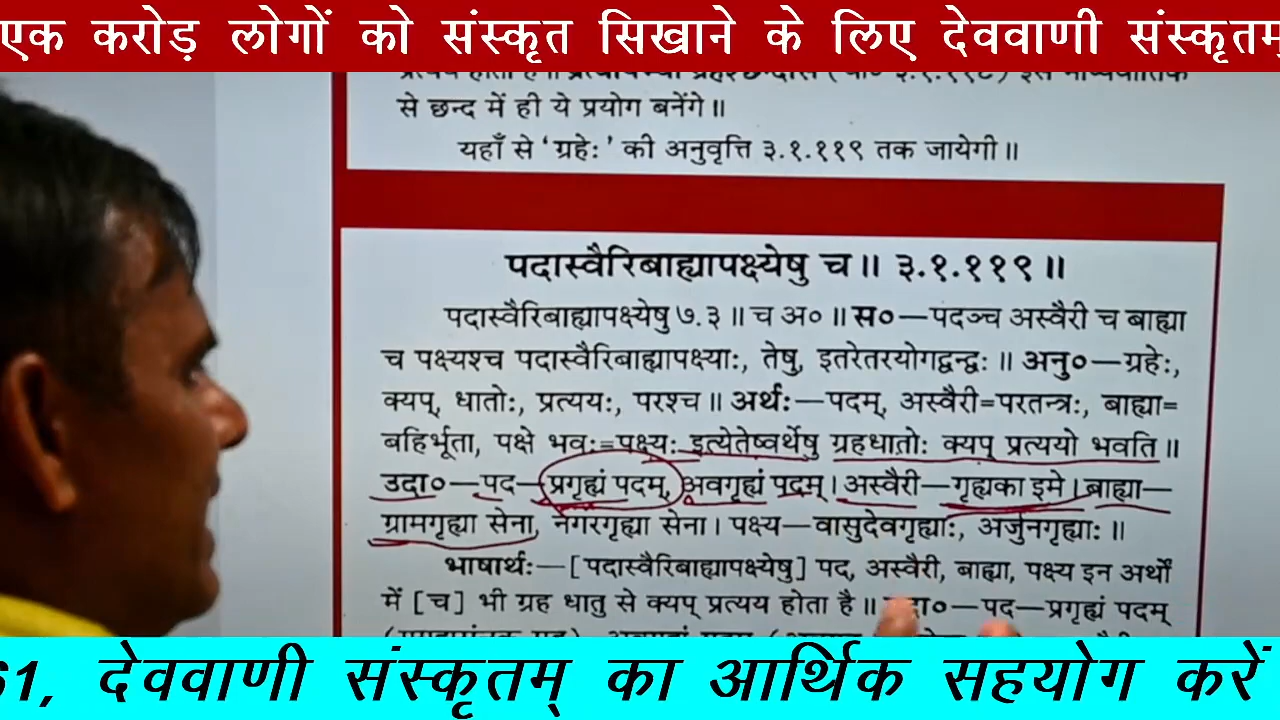 एक करोड़ लोगों को संस्कृत सिखाने के लिए देववाणी संस्कृतम्
से छन्द में ही ये प्रयोग बनेंगे॥
यहाँ से 'ग्रहेः' की अनुवृत्ति ३.१.११९ तक जायेगी॥
पदास्वैरिबाह्यापक्ष्येषु च॥ ३.१.११९॥
पदास्वैरिबाह्यापक्ष्येषु ७.३॥ च अ०॥ स०—पदञ्च अस्वैरी च बाह्या
च पक्ष्यश्च पदास्वैरिबाह्यापक्ष्याः, तेषु, इतरेतरयोगद्वन्द्वः॥ अनु०—ग्रहेः,
क्यप्, धातोः, प्रत्ययः, परश्च॥ अर्थः—पदम्, अस्वैरी=परतन्त्रः, बाह्या=
बहिर्भूता, पक्षे भवः=पक्ष्यः इत्येतेष्वर्थेषु ग्रहधातोः क्यप् प्रत्ययो भवति॥
उदा०—पद—प्रगृह्यं पदम्, अवगृह्यं पदम्। अस्वैरी—गृह्यका इमे। बाह्या—
ग्रामगृह्या सेना, नगरगृह्या सेना। पक्ष्य—वासुदेवगृह्याः, अर्जुनगृह्याः॥
भाषार्थः—[पदास्वैरिबाह्यापक्ष्येषु] पद, अस्वैरी, बाह्या, पक्ष्य इन अर्थों
में [च] भी ग्रह धातु से क्यप् प्रत्यय होता है॥ —पद—प्रगृह्यं पदम्
61, देववाणी संस्कृतम् का आर्थिक सहयोग करें